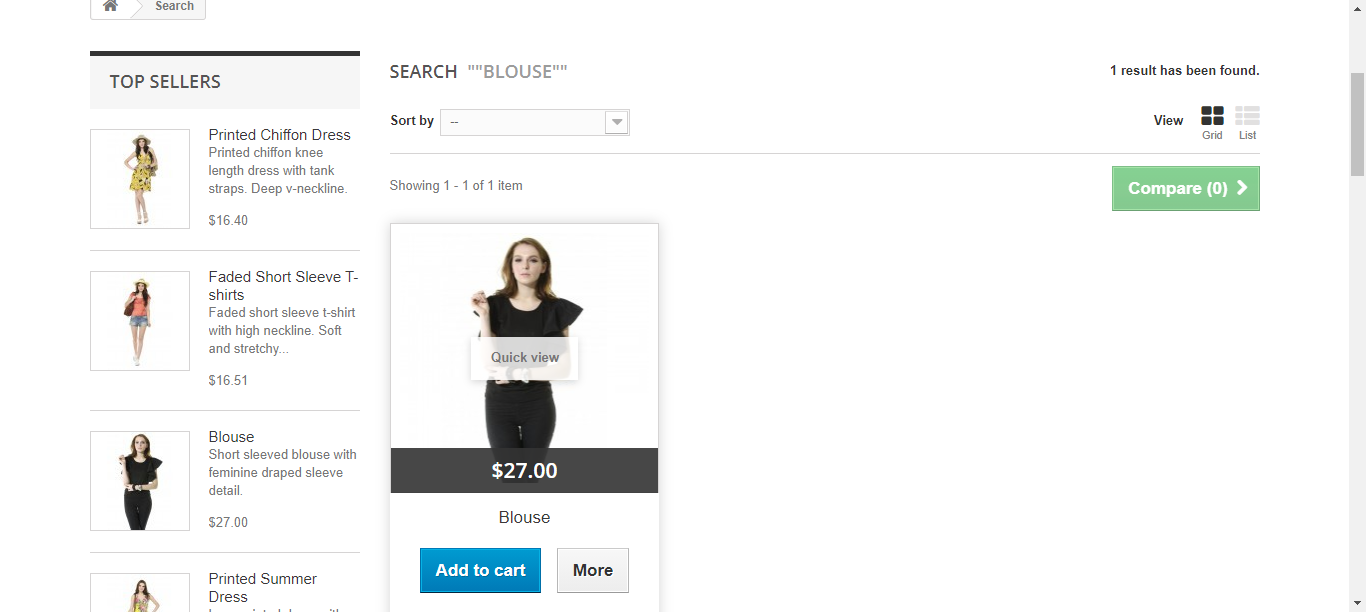 Search
TOP SELLERS
Printed Chiffon Dress
Printed chiffon knee
length dress with tank
straps. Deep v-neckline.
$16.40
Faded Short Sleeve T-
shirts
Faded short sleeve t-shirt
with high neckline. Soft
and stretchy...
$16.51
Blouse
Short sleeved blouse with
feminine draped sleeve
detail.
$27.00
Printed Summer
Dress
SEARCH ""BLOUSE""
1 result has been found.
Sort by --
View
Grid
List
Showing 1 - 1 of 1 item
Compare (0)
Quick view
$27.00
Blouse
Add to cart
More